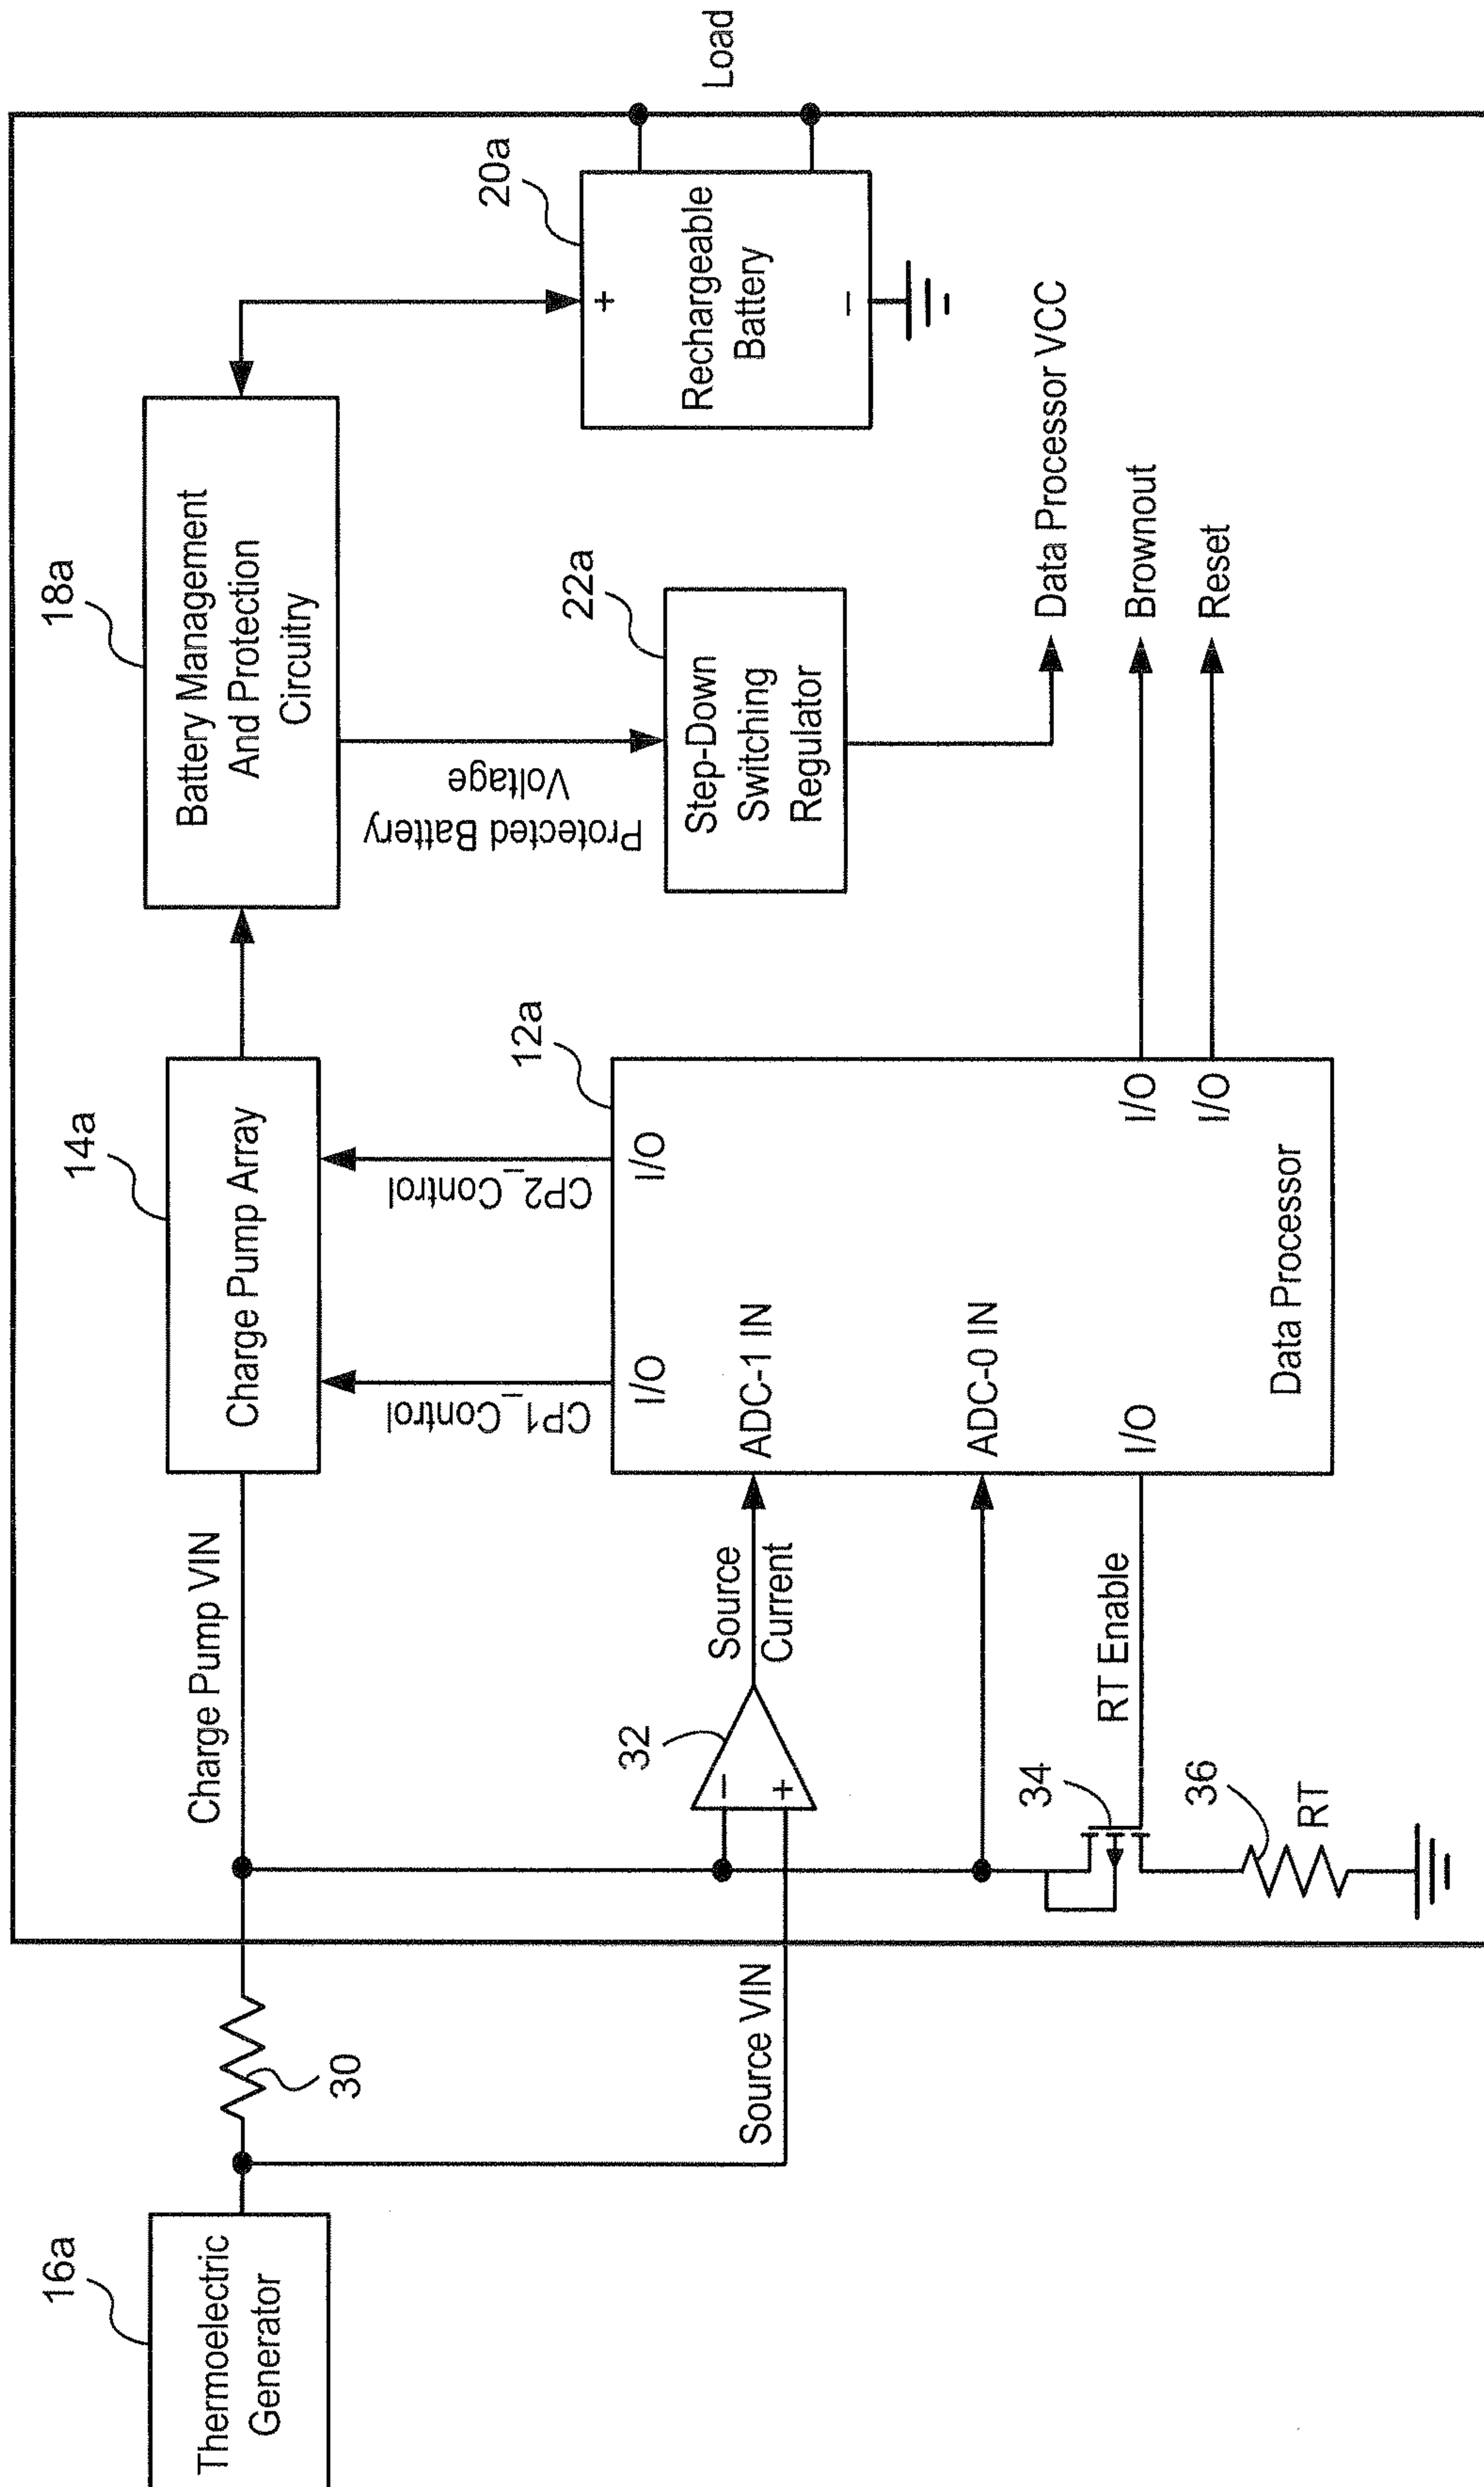 16a
Thermoelectric
Generator
30
Source VIN
Charge Pump VIN
14a
Charge Pump Array
CP1_Control
CP2_Control
18a
Battery Management
And Protection
Circuitry
Protected Battery
Voltage
22a
Step-Down
Switching
Regulator
20a
+
Rechargeable
Battery
−
Load
Data Processor VCC
Brownout
Reset
12a
I/O
I/O
ADC-1 IN
ADC-0 IN
I/O
I/O
I/O
Data Processor
32
−
+
Source
Current
RT Enable
34
36
RT